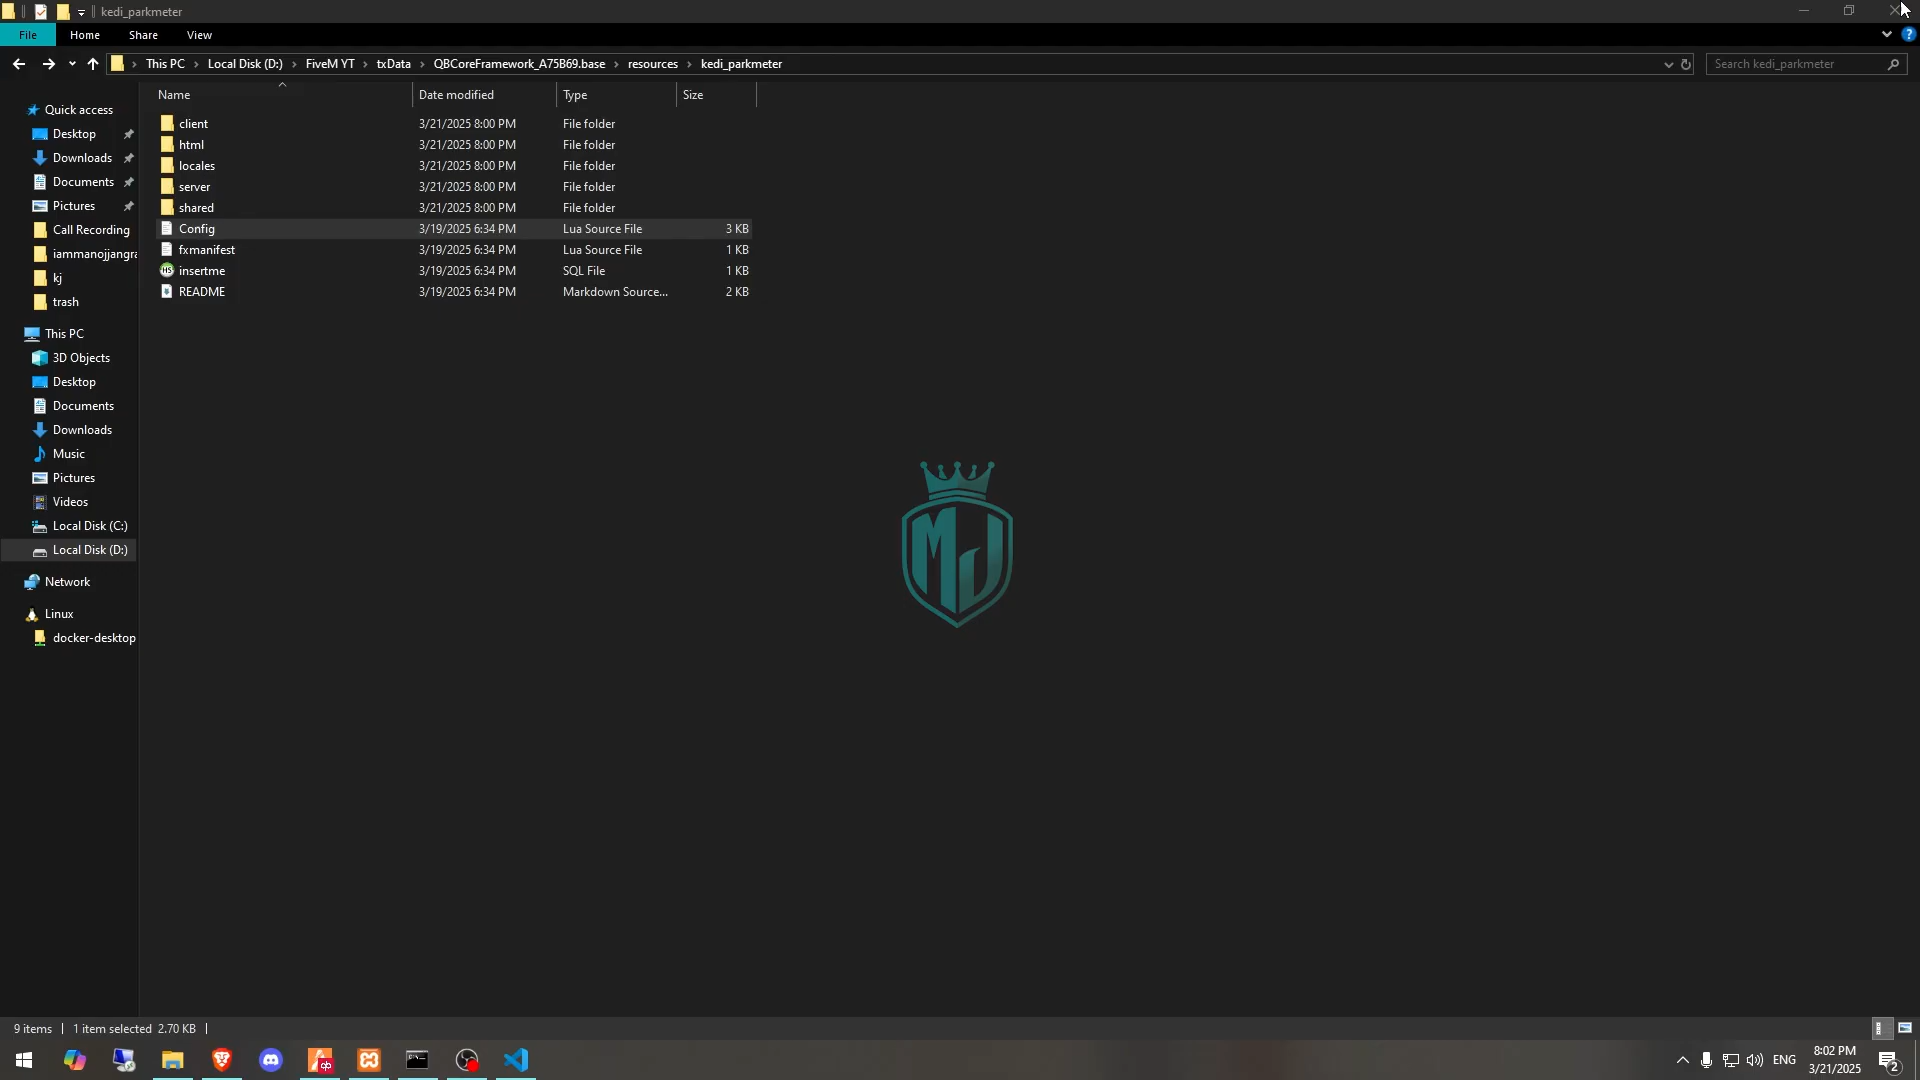 kedi_parkmeter
File Home Share View
This PC Local Disk (D:) FiveM YT txData QBCoreFramework_A75B69.base resources kedi_parkmeter
Search kedi_parkmeter
Name Date modified Type Size
client 3/21/2025 8:00 PM File folder
html 3/21/2025 8:00 PM File folder
locales 3/21/2025 8:00 PM File folder
server 3/21/2025 8:00 PM File folder
shared 3/21/2025 8:00 PM File folder
Config 3/19/2025 6:34 PM Lua Source File 3 KB
fxmanifest 3/19/2025 6:34 PM Lua Source File 1 KB
insertme 3/19/2025 6:34 PM SQL File 1 KB
README 3/19/2025 6:34 PM Markdown Source... 2 KB
Quick access
Desktop
Downloads
Documents
Pictures
Call Recording
iammanojjangra
kj
trash
This PC
3D Objects
Desktop
Documents
Downloads
Music
Pictures
Videos
Local Disk (C:)
Local Disk (D:)
Network
Linux
docker-desktop
MJ
9 items 1 item selected 2.70 KB
ENG
8:02 PM
3/21/2025
2